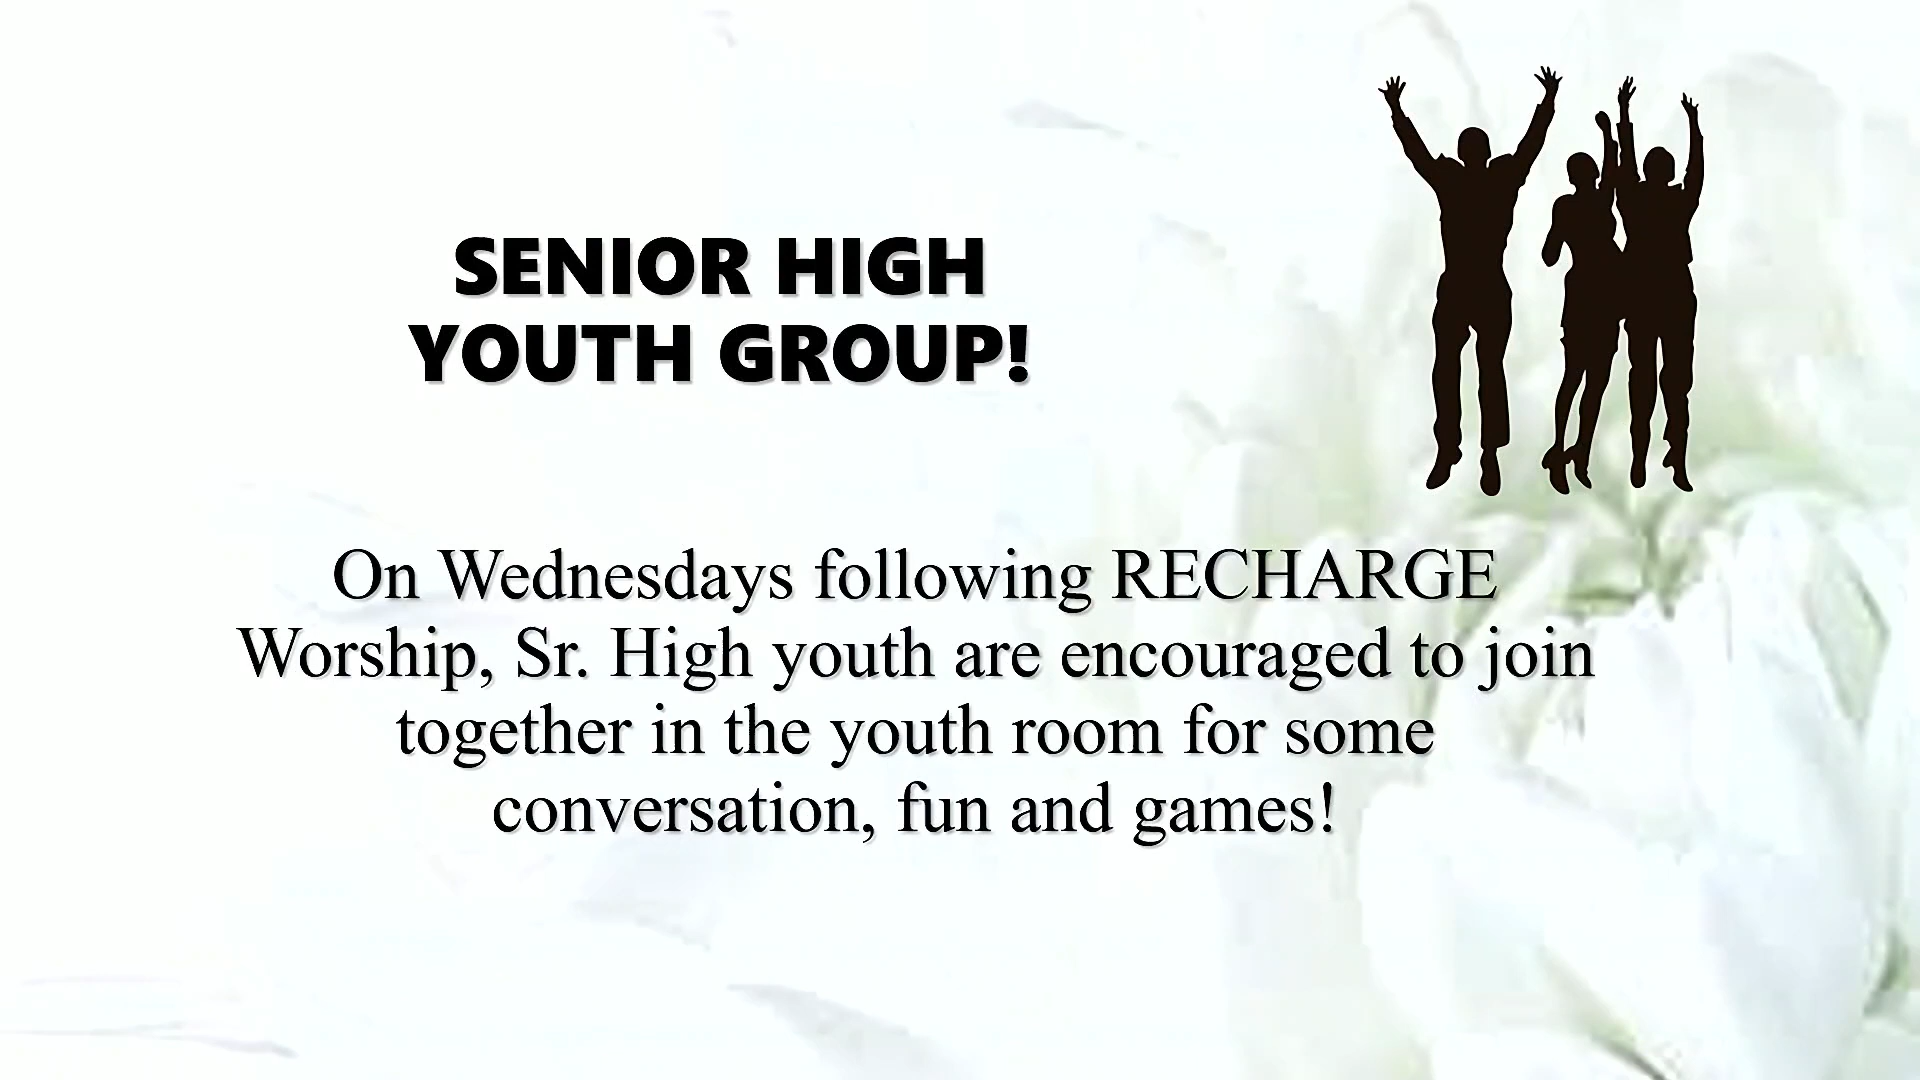 SENIOR HIGH
YOUTH GROUP!
On Wednesdays following RECHARGE
Worship, Sr. High youth are encouraged to join
together in the youth room for some
conversation, fun and games!